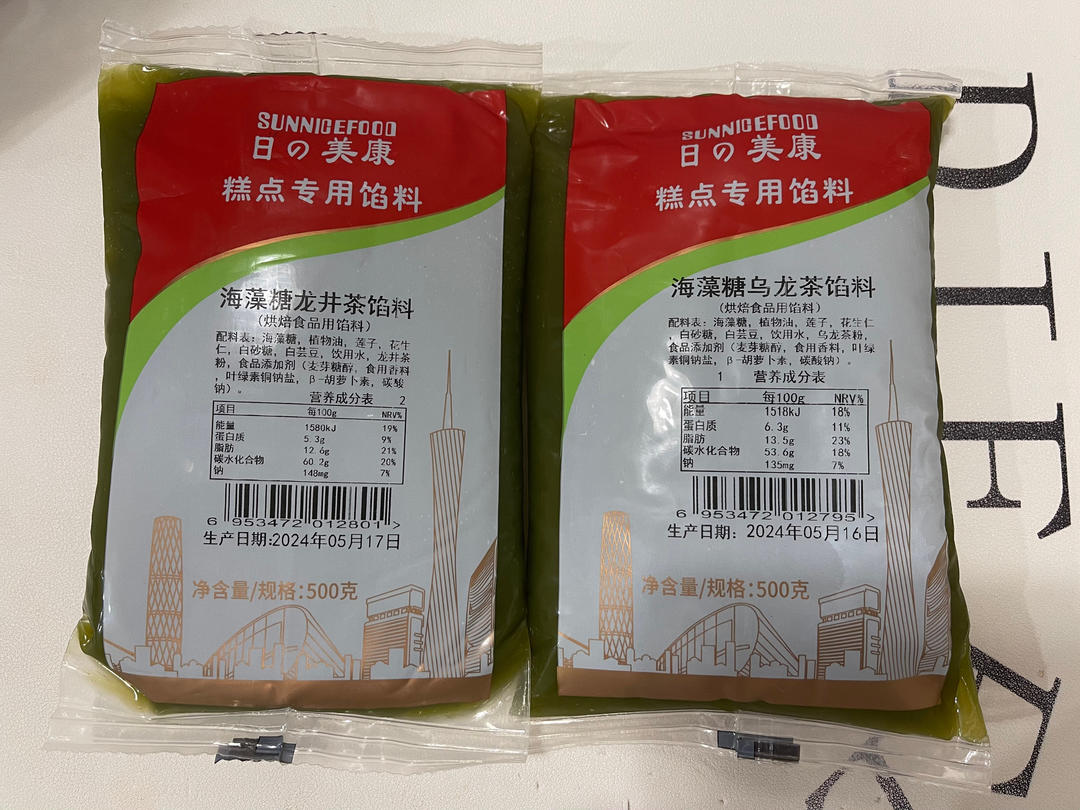 SUNNICEFOOD
日の美康
糕点专用馅料
海藻糖龙井茶馅料
(烘焙食品用馅料)
配料表：海藻糖，植物油，莲子，花生
仁，白砂糖，白芸豆，饮用水，龙井茶
粉，食品添加剂（麦芽糖醇，食用香料
，叶绿素铜钠盐，β-胡萝卜素，碳酸
钠）。
营养成分表 2
项目 每100g NRV%
能量 1580kJ 19%
蛋白质 5.3g 9%
脂肪 12.6g 21%
碳水化合物 60.2g 20%
钠 148mg 7%
6 953472 012801 >
生产日期:2024年05月17日
净含量/规格:500克
SUNNICEFOOD
日の美康
糕点专用馅料
海藻糖乌龙茶馅料
(烘焙食品用馅料)
配料表：海藻糖，植物油，莲子，花生仁
，白砂糖，白芸豆，饮用水，乌龙茶粉，
食品添加剂（麦芽糖醇，食用香料，叶绿
素铜钠盐，β-胡萝卜素，碳酸钠）。
1 营养成分表
项目 每100g NRV%
能量 1518kJ 18%
蛋白质 6.3g 11%
脂肪 13.5g 23%
碳水化合物 53.6g 18%
钠 135mg 7%
6 953472 012795 >
生产日期: 2024年05月16日
净含量/规格:500克